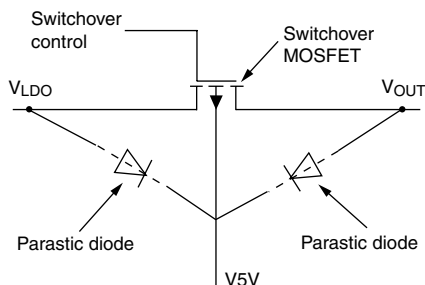 Switchover
control
Switchover
MOSFET
VLDO
VOUT
Parastic diode
Parastic diode
V5V